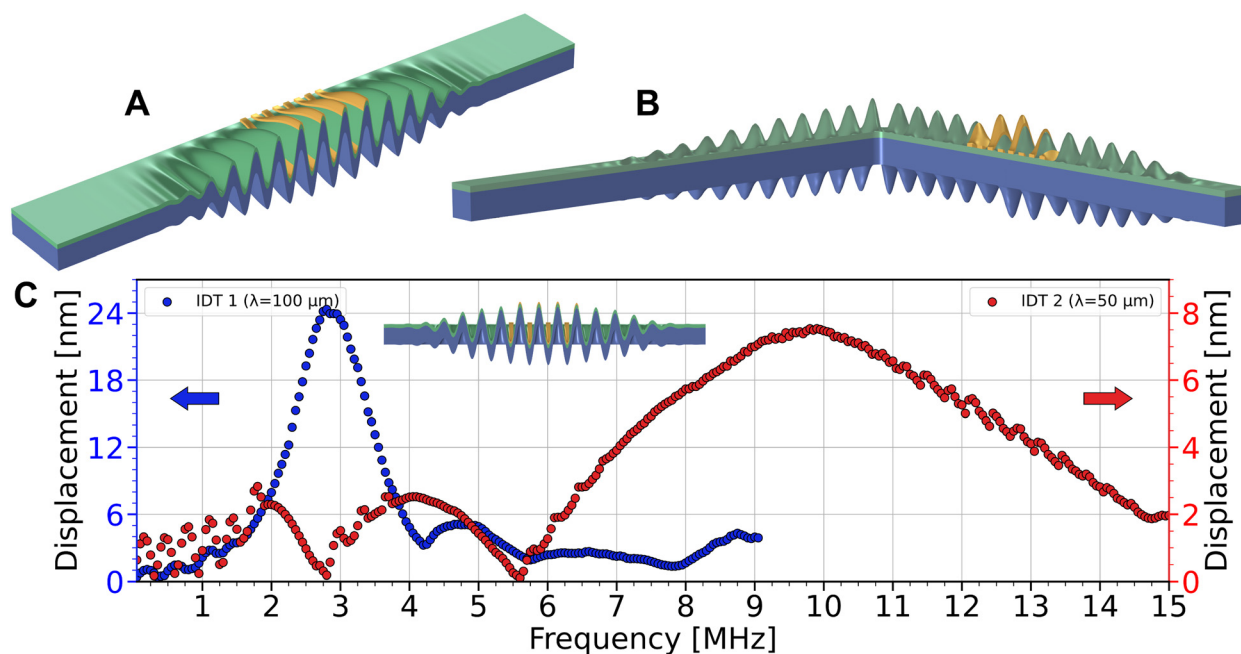 A
B
C
IDT 1 (λ=100 μm)
IDT 2 (λ=50 μm)
Displacement [nm]
24
18
12
6
0
8
6
4
2
0
Displacement [nm]
1 2 3 4 5 6 7 8 9 10 11 12 13 14 15
Frequency [MHz]